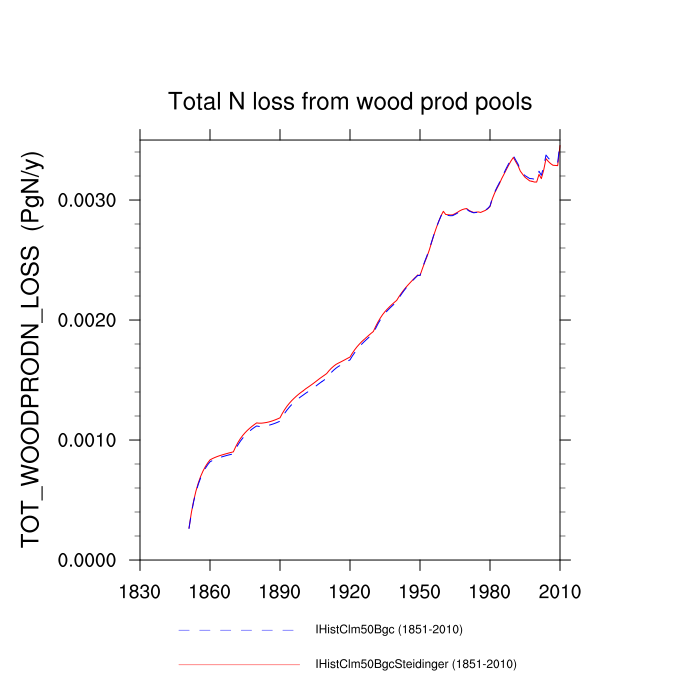 Total N loss from wood prod pools
TOT_WOODPRODN_LOSS (PgN/y)
0.0030
0.0020
0.0010
0.0000
1830 1860 1890 1920 1950 1980 2010
IHistClm50Bgc (1851-2010)
IHistClm50BgcSteidinger (1851-2010)